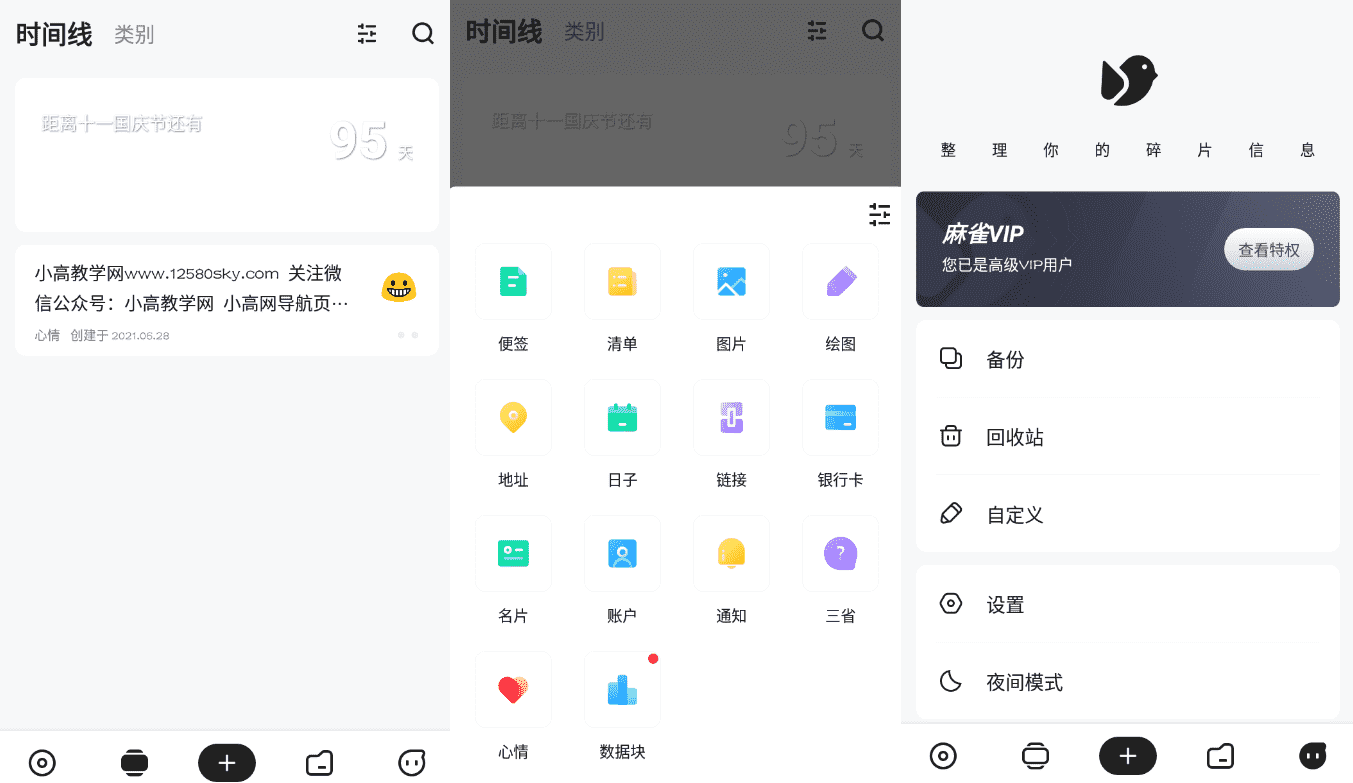 时间线 类别
距离十一国庆节还有
95 天
小高教学网www.12580sky.com 关注微
信公众号：小高教学网 小高网导航页…
心情 创建于 2021.06.28
时间线 类别
距离十一国庆节还有
95 天
便签 清单 图片 绘图
地址 日子 链接 银行卡
名片 账户 通知 三省
心情 数据块
整 理 你 的 碎 片 信 息
麻雀VIP
您已是高级VIP用户
查看特权
备份
回收站
自定义
设置
夜间模式